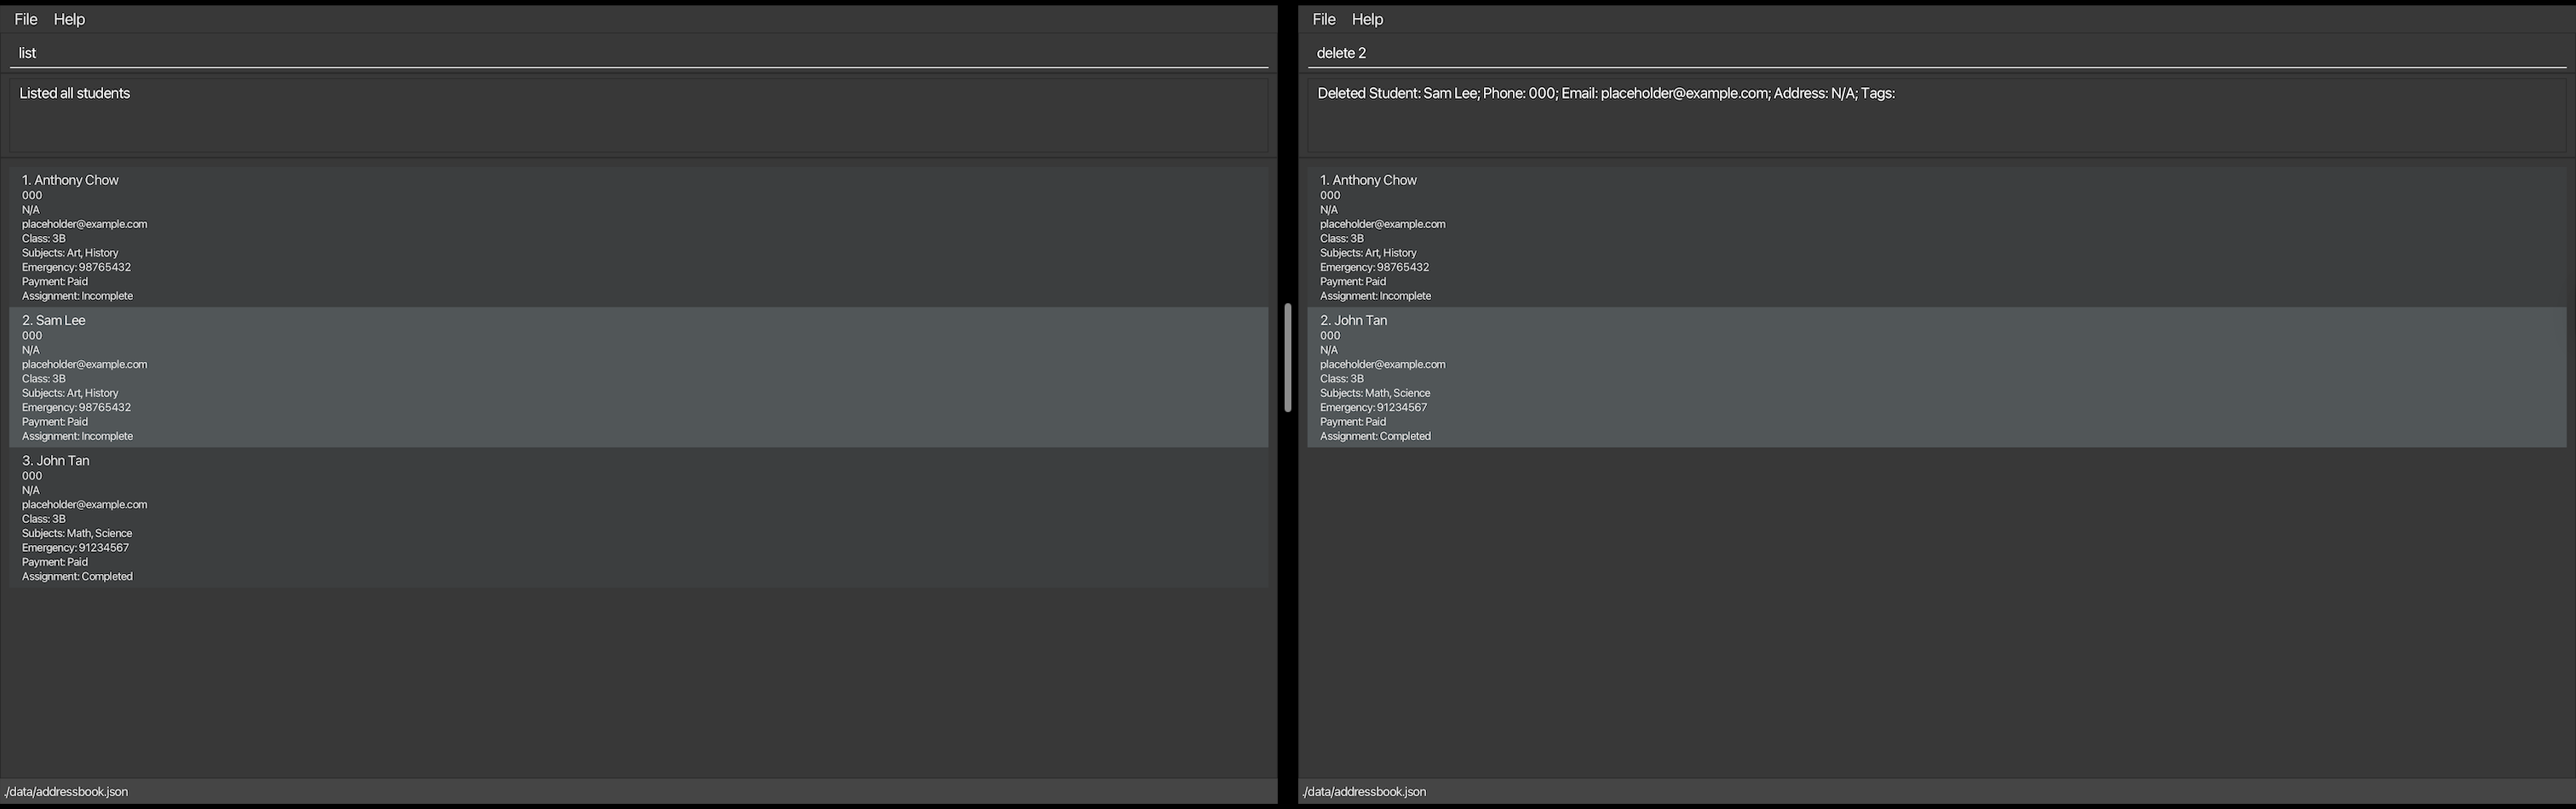 File Help
list
Listed all students
1. Anthony Chow
000
N/A
placeholder@example.com
Class: 3B
Subjects: Art, History
Emergency: 98765432
Payment: Paid
Assignment: Incomplete
2. Sam Lee
000
N/A
placeholder@example.com
Class: 3B
Subjects: Art, History
Emergency: 98765432
Payment: Paid
Assignment: Incomplete
3. John Tan
000
N/A
placeholder@example.com
Class: 3B
Subjects: Math, Science
Emergency: 91234567
Payment: Paid
Assignment: Completed
./data/addressbook.json
File Help
delete 2
Deleted Student: Sam Lee; Phone: 000; Email: placeholder@example.com; Address: N/A; Tags:
1. Anthony Chow
000
N/A
placeholder@example.com
Class: 3B
Subjects: Art, History
Emergency: 98765432
Payment: Paid
Assignment: Incomplete
2. John Tan
000
N/A
placeholder@example.com
Class: 3B
Subjects: Math, Science
Emergency: 91234567
Payment: Paid
Assignment: Completed
./data/addressbook.json